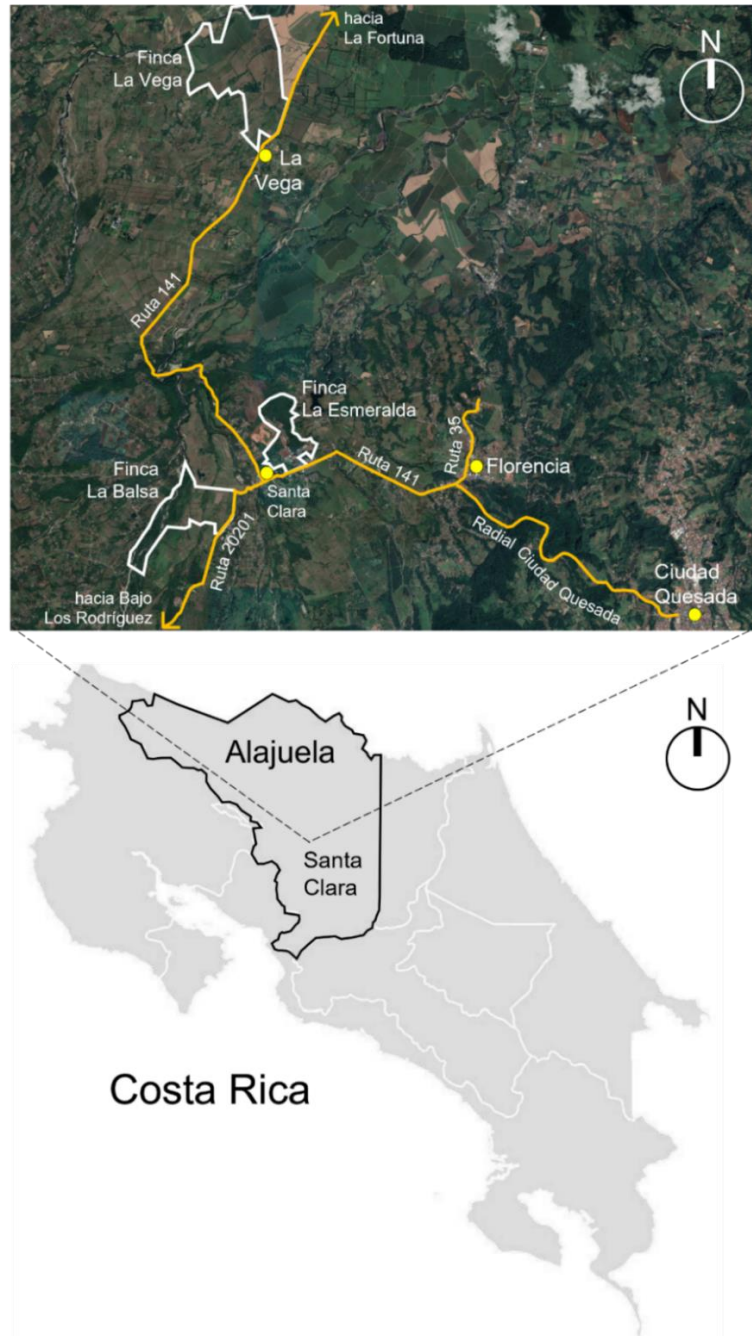 hacia
La Fortuna
Finca
La Vega
N
La
Vega
Ruta 141
Finca
La Esmeralda
Ruta 35
Ruta 141
Florencia
Finca
La Balsa
Santa
Clara
Ruta 20201
Radial Ciudad Quesada
Ciudad
Quesada
hacia Bajo
Los Rodríguez
N
Alajuela
Santa
Clara
Costa Rica